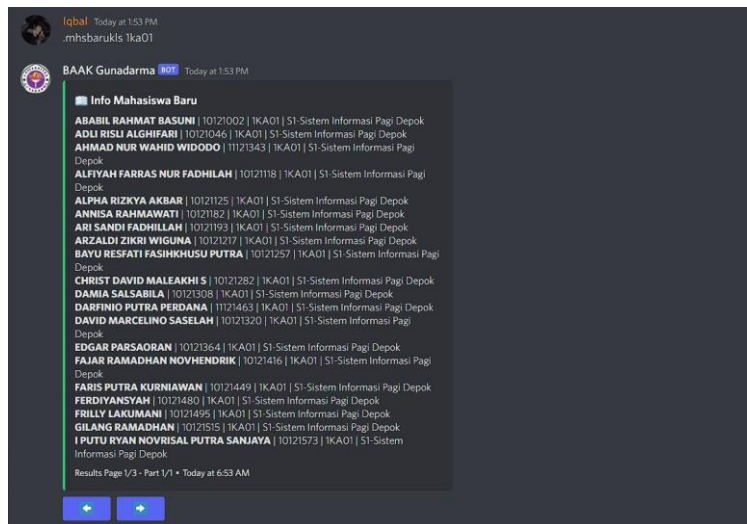 Iqbal Today at 1:53 PM
.mhsbarukls 1ka01
BAAK Gunadarma BOT Today at 1:53 PM
Info Mahasiswa Baru
ABABIL RAHMAT BASUNI | 10121002 | 1KA01 | S1-Sistem Informasi Pagi Depok
ADLI RISLI ALGHIFARI | 10121046 | 1KA01 | S1-Sistem Informasi Pagi Depok
AHMAD NUR WAHID WIDODO | 11121343 | 1KA01 | S1-Sistem Informasi Pagi
Depok
ALFIYAH FARRAS NUR FADHILAH | 10121118 | 1KA01 | S1-Sistem Informasi Pagi
Depok
ALPHA RIZKYA AKBAR | 10121125 | 1KA01 | S1-Sistem Informasi Pagi Depok
ANNISA RAHMAWATI | 10121182 | 1KA01 | S1-Sistem Informasi Pagi Depok
ARI SANDI FADHILLAH | 10121193 | 1KA01 | S1-Sistem Informasi Pagi Depok
ARZALDI ZIKRI WIGUNA | 10121217 | 1KA01 | S1-Sistem Informasi Pagi Depok
BAYU RESFATI FASIHKHUSU PUTRA | 10121257 | 1KA01 | S1-Sistem Informasi Pagi
Depok
CHRIST DAVID MALEAKHI S | 10121282 | 1KA01 | S1-Sistem Informasi Pagi Depok
DAMIA SALSABILA | 10121308 | 1KA01 | S1-Sistem Informasi Pagi Depok
DARFINIO PUTRA PERDANA | 11121463 | 1KA01 | S1-Sistem Informasi Pagi Depok
DAVID MARCELINO SASELAH | 10121320 | 1KA01 | S1-Sistem Informasi Pagi
Depok
EDGAR PARSAORAN | 10121364 | 1KA01 | S1-Sistem Informasi Pagi Depok
FAJAR RAMADHAN NOVHENDRIK | 10121416 | 1KA01 | S1-Sistem Informasi Pagi
Depok
FARIS PUTRA KURNIAWAN | 10121449 | 1KA01 | S1-Sistem Informasi Pagi Depok
FERDIYANSYAH | 10121480 | 1KA01 | S1-Sistem Informasi Pagi Depok
FRILLY LAKUMANI | 10121495 | 1KA01 | S1-Sistem Informasi Pagi Depok
GILANG RAMADHAN | 10121515 | 1KA01 | S1-Sistem Informasi Pagi Depok
I PUTU RYAN NOVRISAL PUTRA SANJAYA | 10121573 | 1KA01 | S1-Sistem
Informasi Pagi Depok
Results Page 1/3 - Part 1/1 • Today at 6:53 AM